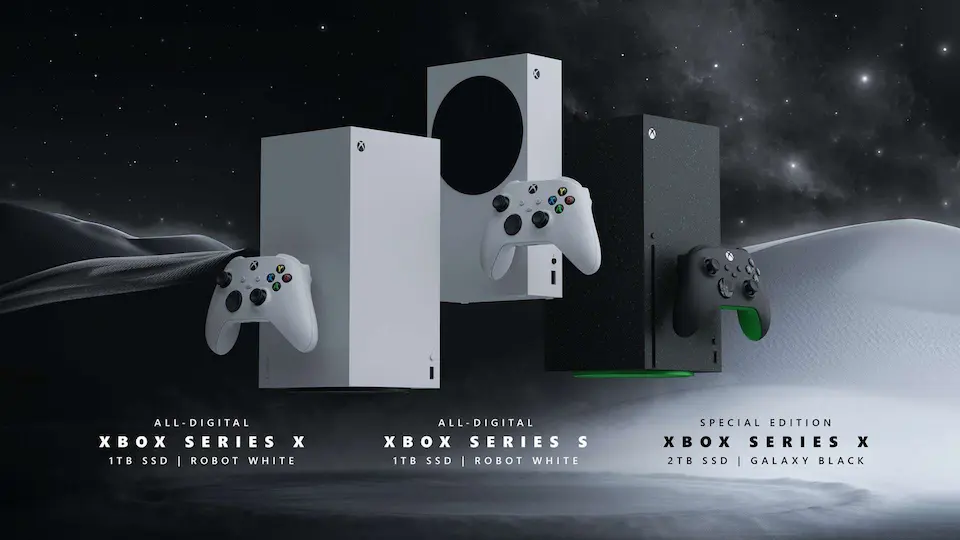 ALL-DIGITAL
XBOX SERIES X
1TB SSD | ROBOT WHITE
ALL-DIGITAL
XBOX SERIES S
1TB SSD | ROBOT WHITE
SPECIAL EDITION
XBOX SERIES X
2TB SSD | GALAXY BLACK